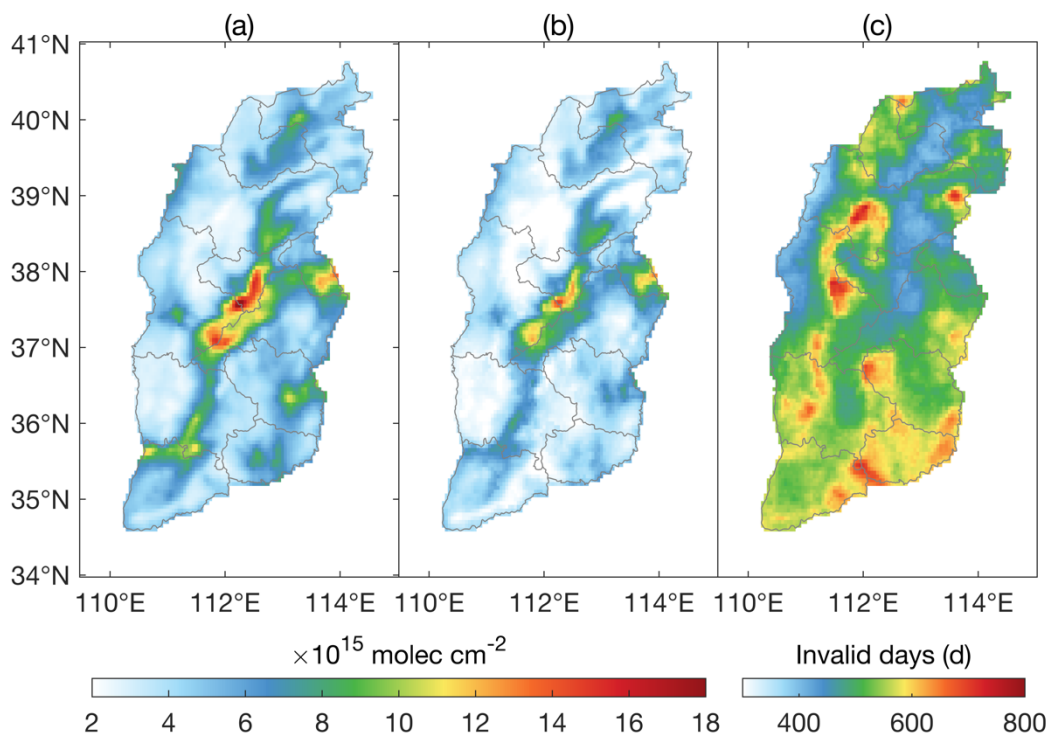 (a) (b) (c)
41°N
40°N
39°N
38°N
37°N
36°N
35°N
34°N
110°E 112°E 114°E 110°E 112°E 114°E 110°E 112°E 114°E
×10¹⁵ molec cm⁻² Invalid days (d)
2 4 6 8 10 12 14 16 18 400 600 800